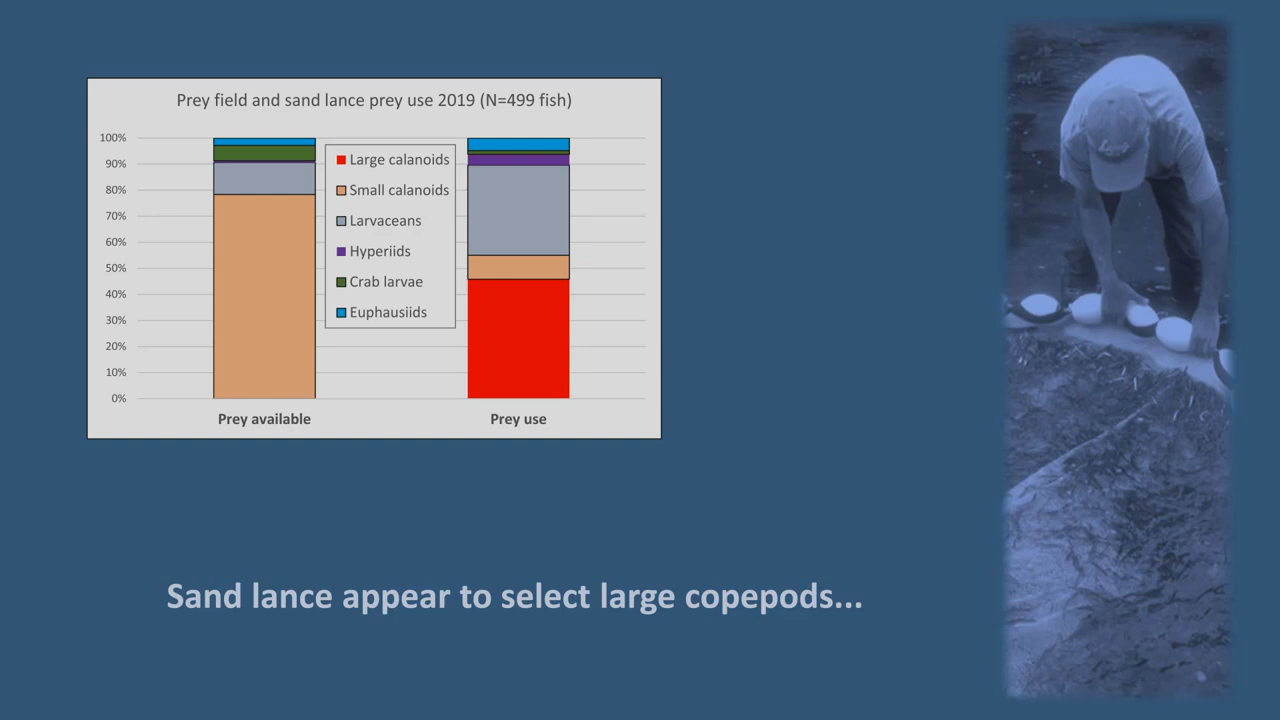 Prey field and sand lance prey use 2019 (N=499 fish)
100%
90%
80%
70%
60%
50%
40%
30%
20%
10%
0%
Large calanoids
Small calanoids
Larvaceans
Hyperiids
Crab larvae
Euphausiids
Prey available
Prey use
Sand lance appear to select large copepods...